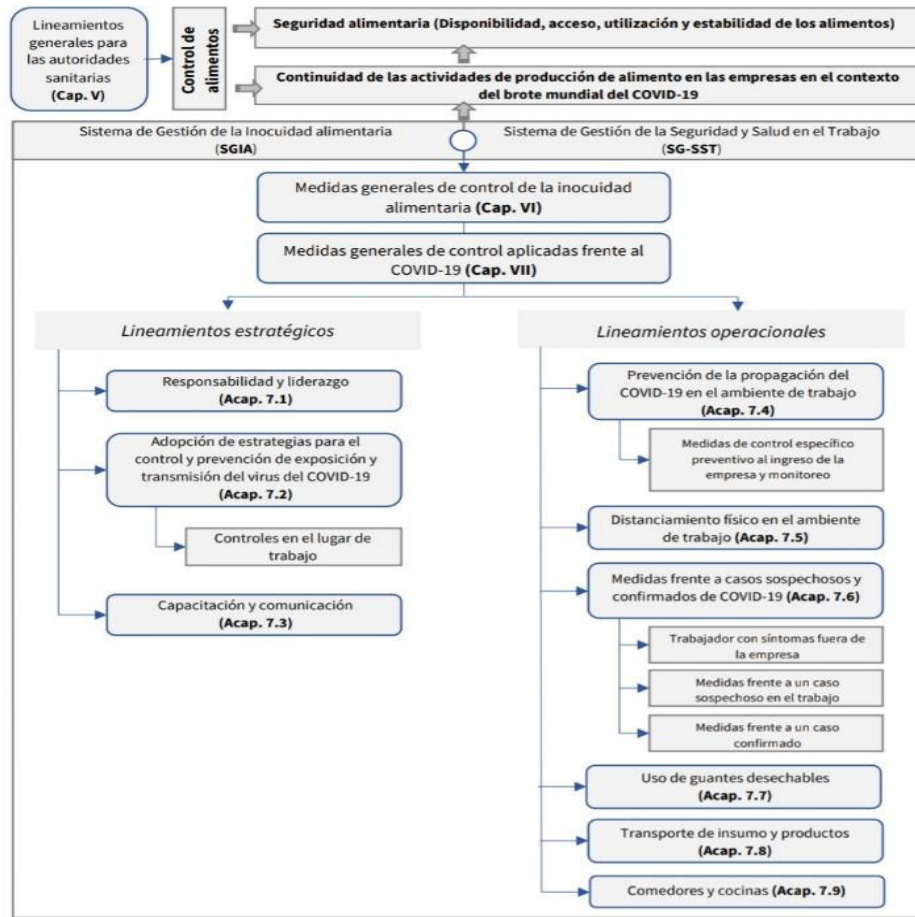 Lineamientos
generales para
las autoridades
sanitarias
(Cap. V)
Control de
alimentos
Seguridad alimentaria (Disponibilidad, acceso, utilización y estabilidad de los alimentos)
Continuidad de las actividades de producción de alimento en las empresas en el contexto
del brote mundial del COVID-19
Sistema de Gestión de la Inocuidad alimentaria
(SGIA)
Sistema de Gestión de la Seguridad y Salud en el Trabajo
(SG-SST)
Medidas generales de control de la inocuidad
alimentaria (Cap. VI)
Medidas generales de control aplicadas frente al
COVID-19 (Cap. VII)
Lineamientos estratégicos
Responsabilidad y liderazgo
(Acap. 7.1)
Adopción de estrategias para el
control y prevención de exposición y
transmisión del virus del COVID-19
(Acap. 7.2)
Controles en el lugar de
trabajo
Capacitación y comunicación
(Acap. 7.3)
Lineamientos operacionales
Prevención de la propagación del
COVID-19 en el ambiente de trabajo
(Acap. 7.4)
Medidas de control específico
preventivo al ingreso de la
empresa y monitoreo
Distanciamiento físico en el ambiente
de trabajo (Acap. 7.5)
Medidas frente a casos sospechosos y
confirmados de COVID-19 (Acap. 7.6)
Trabajador con síntomas fuera de
la empresa
Medidas frente a un caso
sospechoso en el trabajo
Medidas frente a un caso
confirmado
Uso de guantes desechables
(Acap. 7.7)
Transporte de insumo y productos
(Acap. 7.8)
Comedores y cocinas (Acap. 7.9)